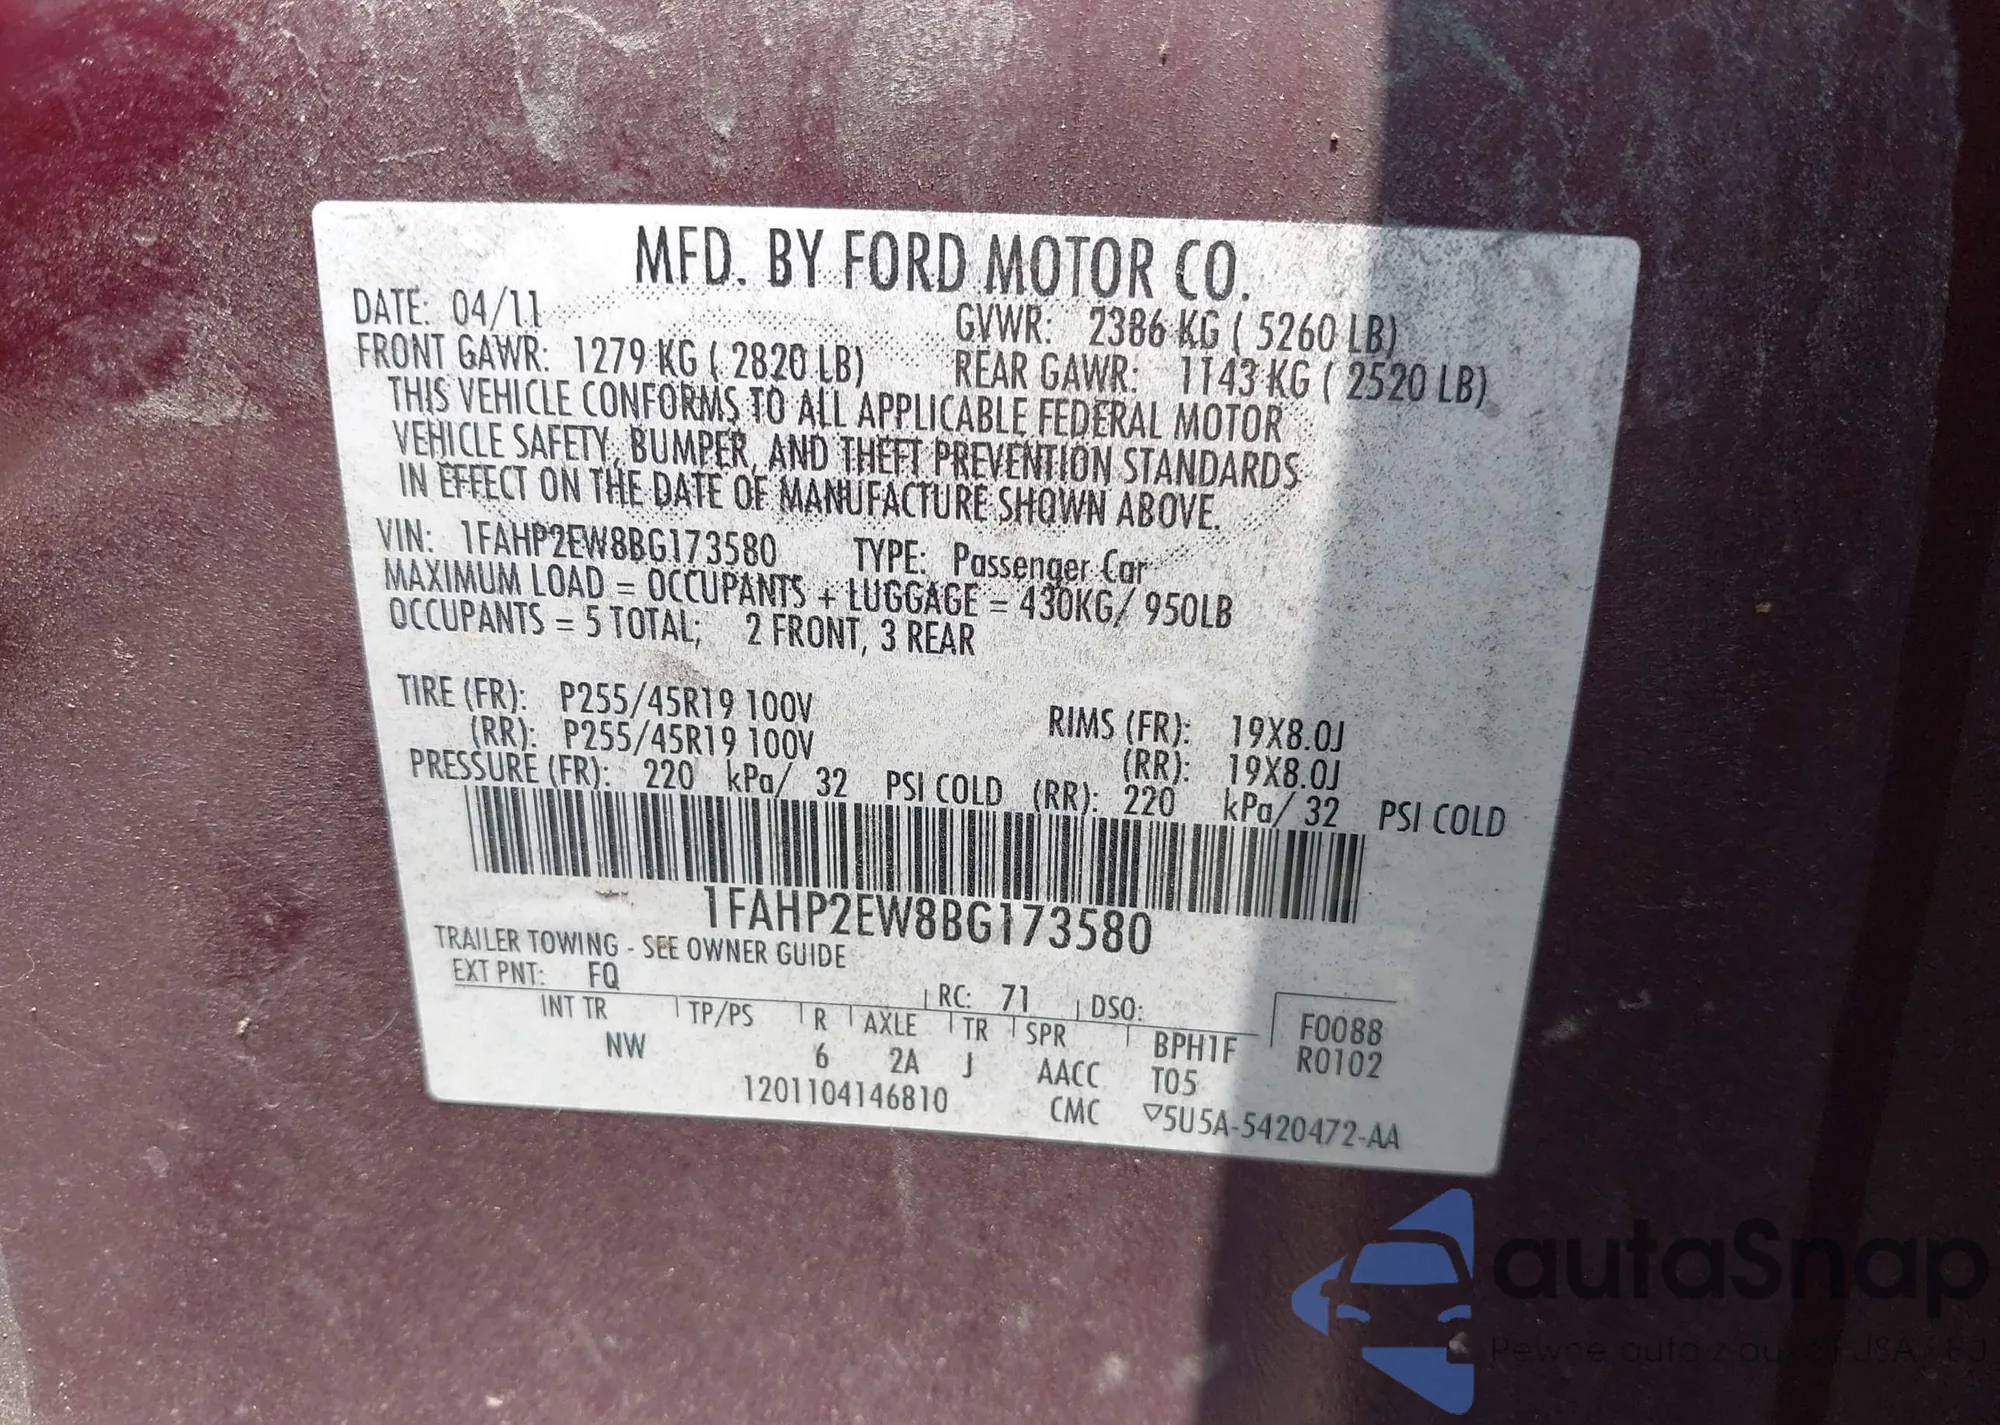 MFD. BY FORD MOTOR CO.
DATE: 04/11 GVWR: 2386 KG ( 5260 LB)
FRONT GAWR: 1279 KG ( 2820 LB) REAR GAWR: 1143 KG ( 2520 LB)
THIS VEHICLE CONFORMS TO ALL APPLICABLE FEDERAL MOTOR
VEHICLE SAFETY, BUMPER, AND THEFT PREVENTION STANDARDS
IN EFFECT ON THE DATE OF MANUFACTURE SHOWN ABOVE.
VIN: 1FAHP2EW8BG173580 TYPE: Passenger Car
MAXIMUM LOAD = OCCUPANTS + LUGGAGE = 430KG/ 950LB
OCCUPANTS = 5 TOTAL; 2 FRONT, 3 REAR
TIRE (FR): P255/45R19 100V RIMS (FR): 19X8.0J
(RR): P255/45R19 100V (RR): 19X8.0J
PRESSURE (FR): 220 kPa/ 32 PSI COLD (RR): 220 kPa/ 32 PSI COLD
1FAHP2EW8BG173580
TRAILER TOWING - SEE OWNER GUIDE
EXT PNT: FQ RC: 71 DSO:
INT TR TP/PS R AXLE TR SPR BPH1F F0088
NW 6 2A J AACC T05 R0102
1201104146810 CMC ▽5U5A-5420472-AA
autaSnap
Pewne auto z